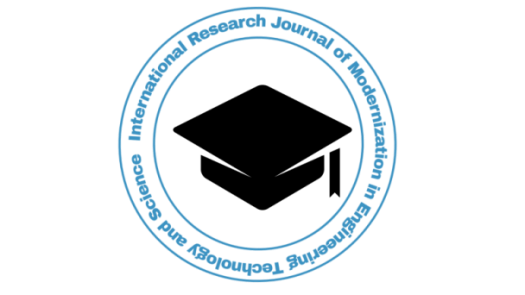 International Research Journal of Modernization in Engineering Technology and Science